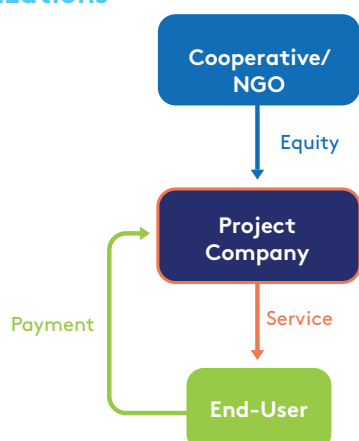 Cooperative/
NGO
Equity
Project
Company
Payment
Service
End-User